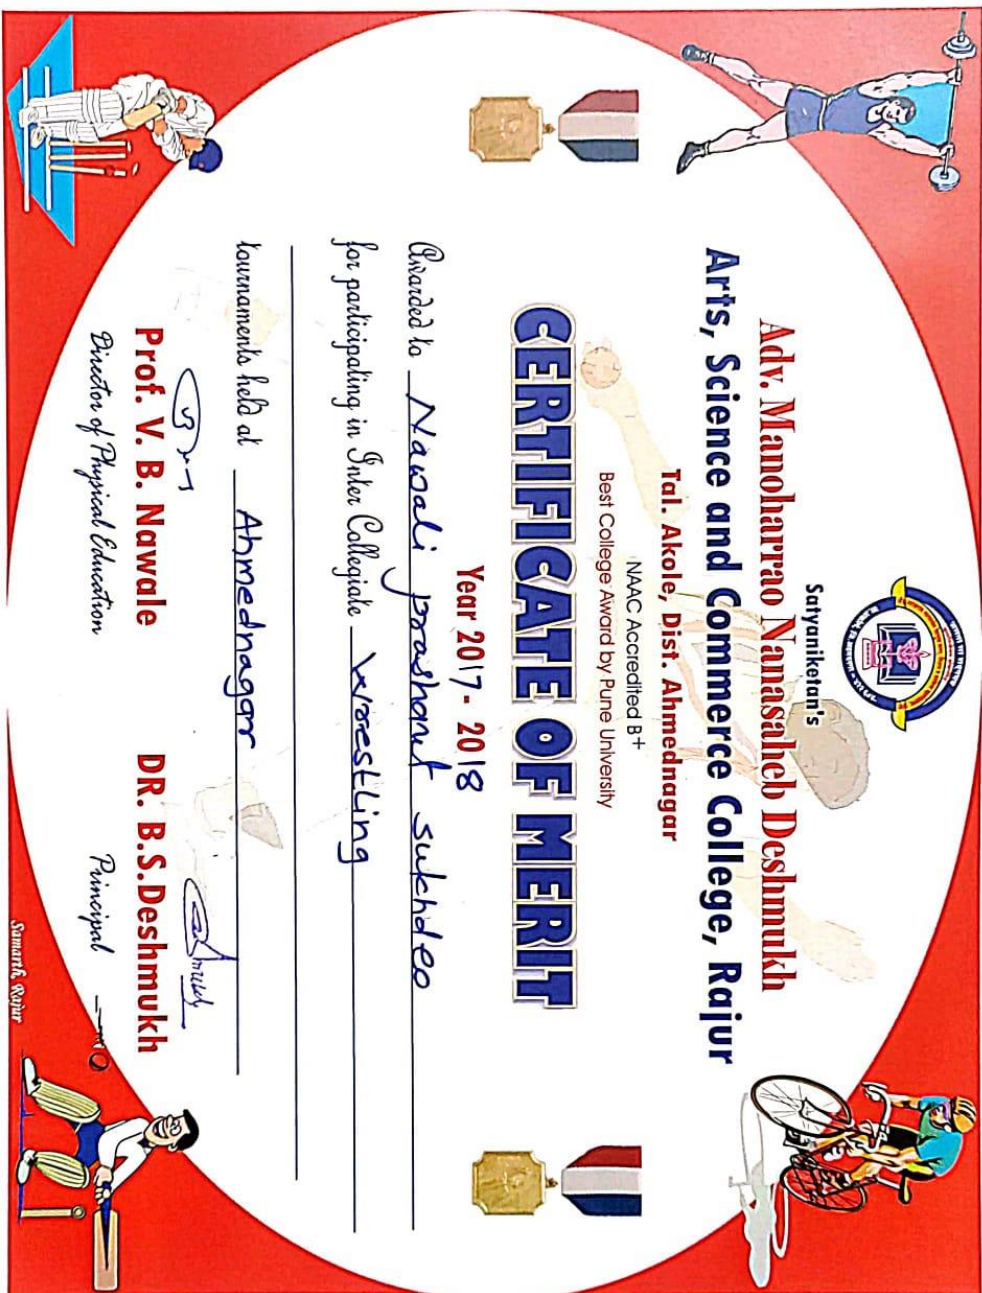 Satyaniketan's
Adv. Manoharrao Nanasaheb Deshmukh
Arts, Science and Commerce College, Rajur
Tal. Akole, Dist. Ahmednagar
NAAC Accredited B+
Best College Award by Pune University
CERTIFICATE OF MERIT
Year 2017 - 2018
Awarded to Nawali prashant sukhdeo
for participating in Inter Collegiate Wrestling
tournaments held at Ahmednagar
Prof. V. B. Nawale DR. B.S.Deshmukh
Director of Physical Education Principal
Samarth, Rajur